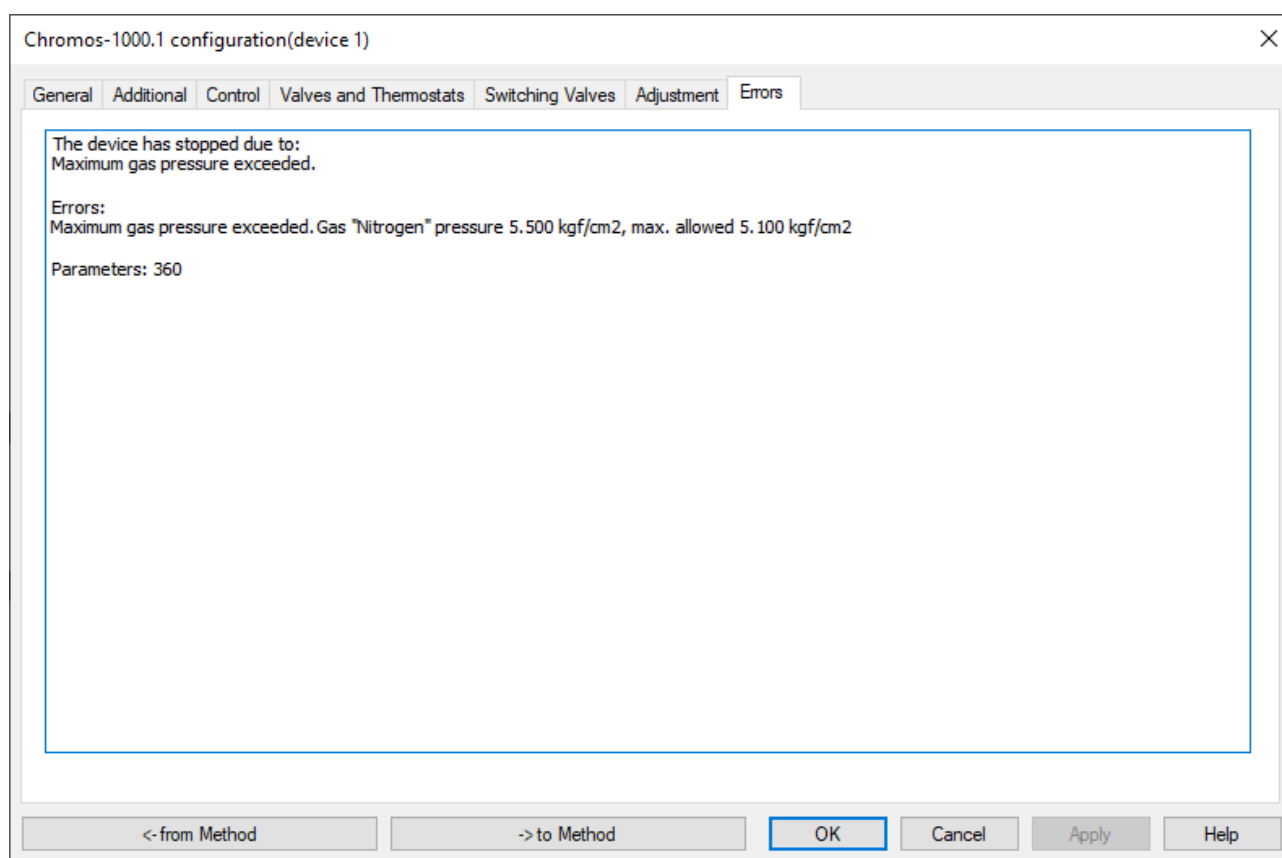 Chromos-1000.1 configuration(device 1)
General Additional Control Valves and Thermostats Switching Valves Adjustment Errors
The device has stopped due to:
Maximum gas pressure exceeded.
Errors:
Maximum gas pressure exceeded. Gas "Nitrogen" pressure 5.500 kgf/cm2, max. allowed 5.100 kgf/cm2
Parameters: 360
<-from Method ->to Method OK Cancel Apply Help